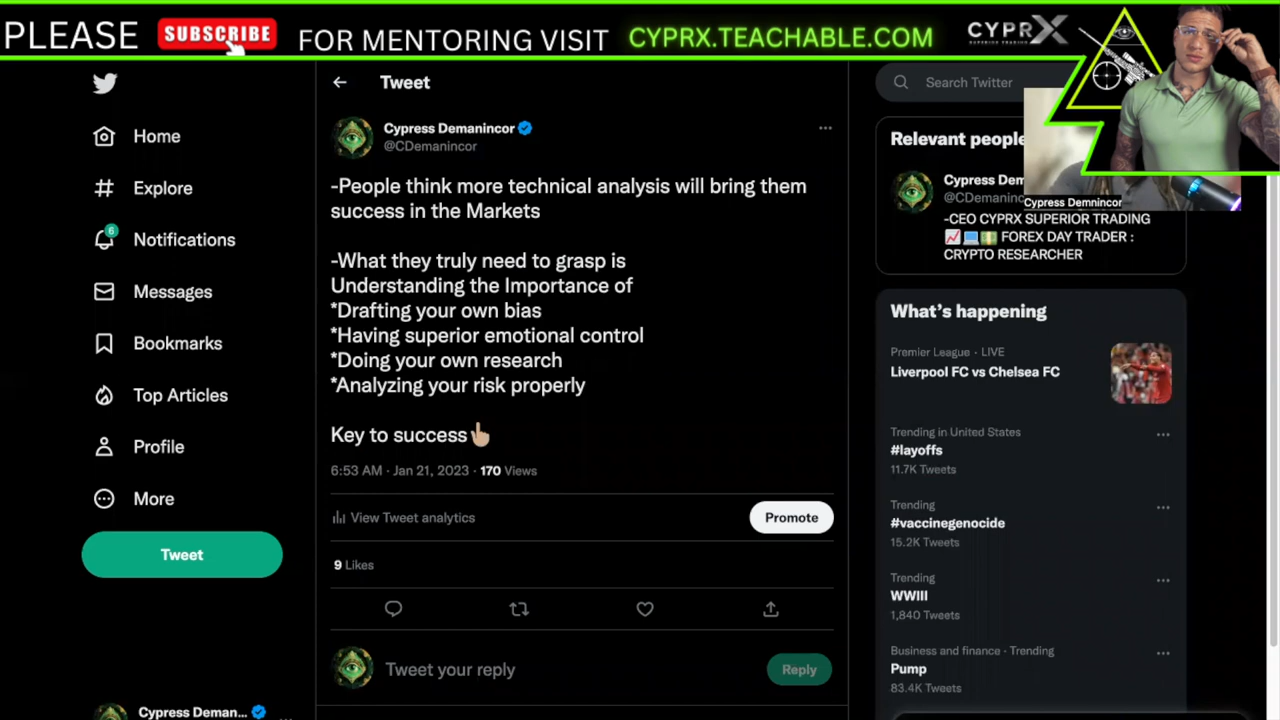 PLEASE SUBSCRIBE FOR MENTORING VISIT CYPRX.TEACHABLE.COM CYPRX
Home
Explore
6
Notifications
Messages
Bookmarks
Top Articles
Profile
More
Tweet
Cypress Deman...
Tweet
Cypress Demanincor
@CDemanincor
-People think more technical analysis will bring them
success in the Markets
-What they truly need to grasp is
Understanding the Importance of
*Drafting your own bias
*Having superior emotional control
*Doing your own research
*Analyzing your risk properly
Key to success
6:53 AM · Jan 21, 2023 · 170 Views
View Tweet analytics
Promote
9 Likes
Tweet your reply
Reply
Search Twitter
Relevant people
Cypress Dem
@CDemaninc
Cypress Demnincor
-CEO CYPRX SUPERIOR TRADING
FOREX DAY TRADER :
CRYPTO RESEARCHER
What's happening
Premier League · LIVE
Liverpool FC vs Chelsea FC
Trending in United States
#layoffs
11.7K Tweets
Trending
#vaccinegenocide
15.2K Tweets
Trending
WWIII
1,840 Tweets
Business and finance · Trending
Pump
83.4K Tweets